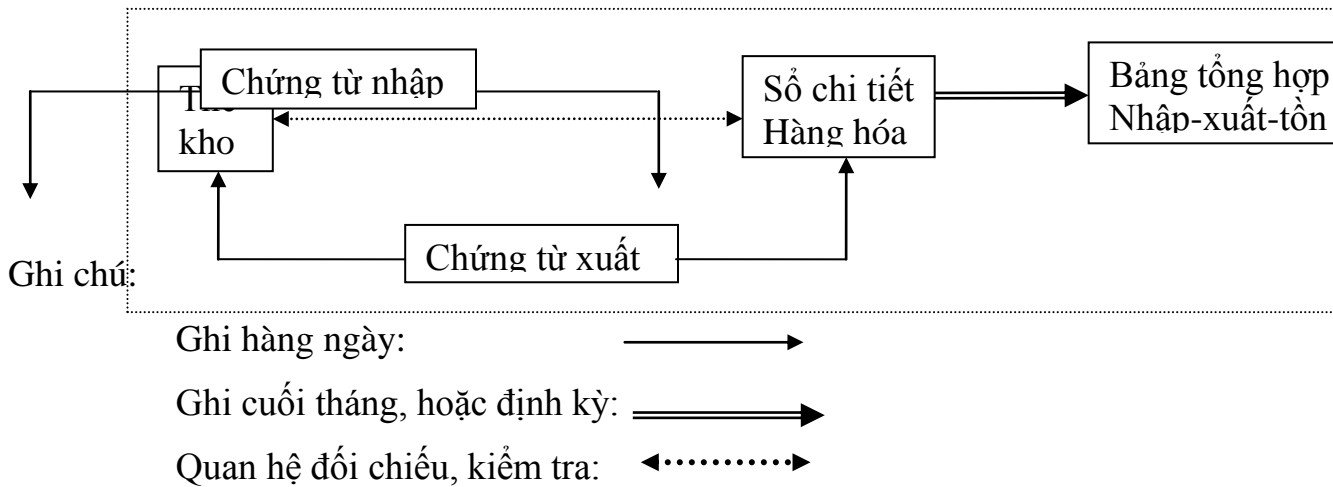 Chứng từ nhập
kho
Sổ chi tiết
Hàng hóa
Bảng tổng hợp
Nhập-xuất-tồn
Chứng từ xuất
Ghi chú:
Ghi hàng ngày:
Ghi cuối tháng, hoặc định kỳ:
Quan hệ đối chiếu, kiểm tra: